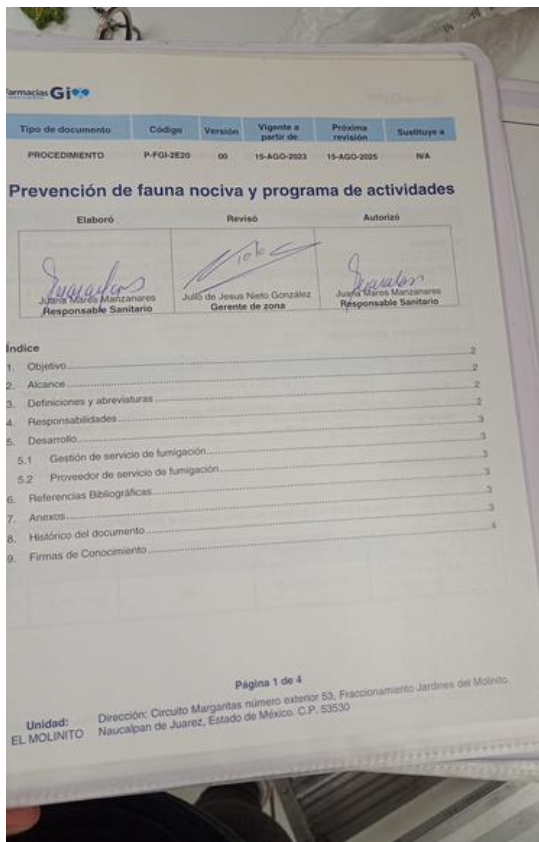 Farmacias Gi
Tipo de documento Código Versión Vigente a partir de Próxima revisión Sustituye a
PROCEDIMIENTO P-FGI-2E20 00 15-AGO-2023 15-AGO-2025 N/A
Prevención de fauna nociva y programa de actividades
Elaboró Revisó Autorizó
Juana Mares Manzanares Julio de Jesus Nieto González Juana Mares Manzanares
Responsable Sanitario Gerente de zona Responsable Sanitario
Índice
1. Objetivo 2
2. Alcance 2
3. Definiciones y abreviaturas 2
4. Responsabilidades 2
5. Desarrollo 3
5.1 Gestión de servicio de fumigación 3
5.2 Proveedor de servicio de fumigación 3
6. Referencias Bibliográficas 3
7. Anexos 3
8. Histórico del documento 3
9. Firmas de Conocimiento 4
Página 1 de 4
Unidad: Dirección: Circuito Margaritas número exterior 53, Fraccionamiento Jardines del Molinito.
EL MOLINITO Naucalpan de Juarez, Estado de México. C.P. 53530